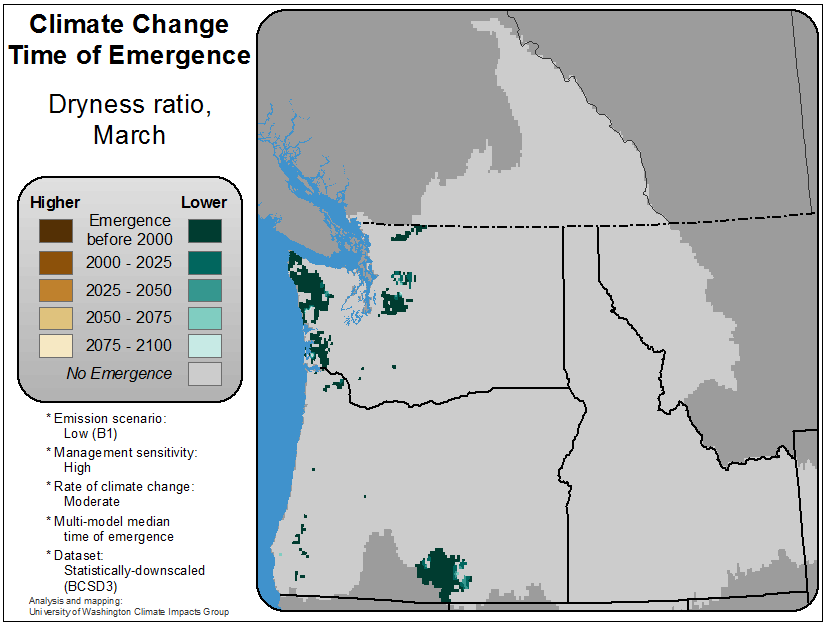 Climate Change
Time of Emergence
Dryness ratio,
March
Higher Lower
Emergence
before 2000
2000 - 2025
2025 - 2050
2050 - 2075
2075 - 2100
No Emergence
* Emission scenario:
Low (B1)
* Management sensitivity:
High
* Rate of climate change:
Moderate
* Multi-model median
time of emergence
* Dataset:
Statistically-downscaled
(BCSD3)
Analysis and mapping:
University of Washington Climate Impacts Group